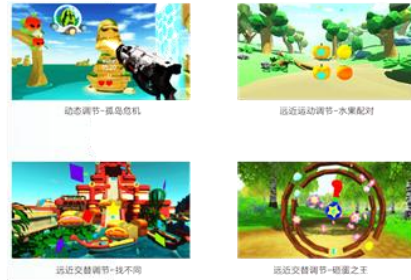 动态调节-孤岛危机
远近运动调节-水果配对
远近交替调节-找不同
远近交替调节-砸蛋之王